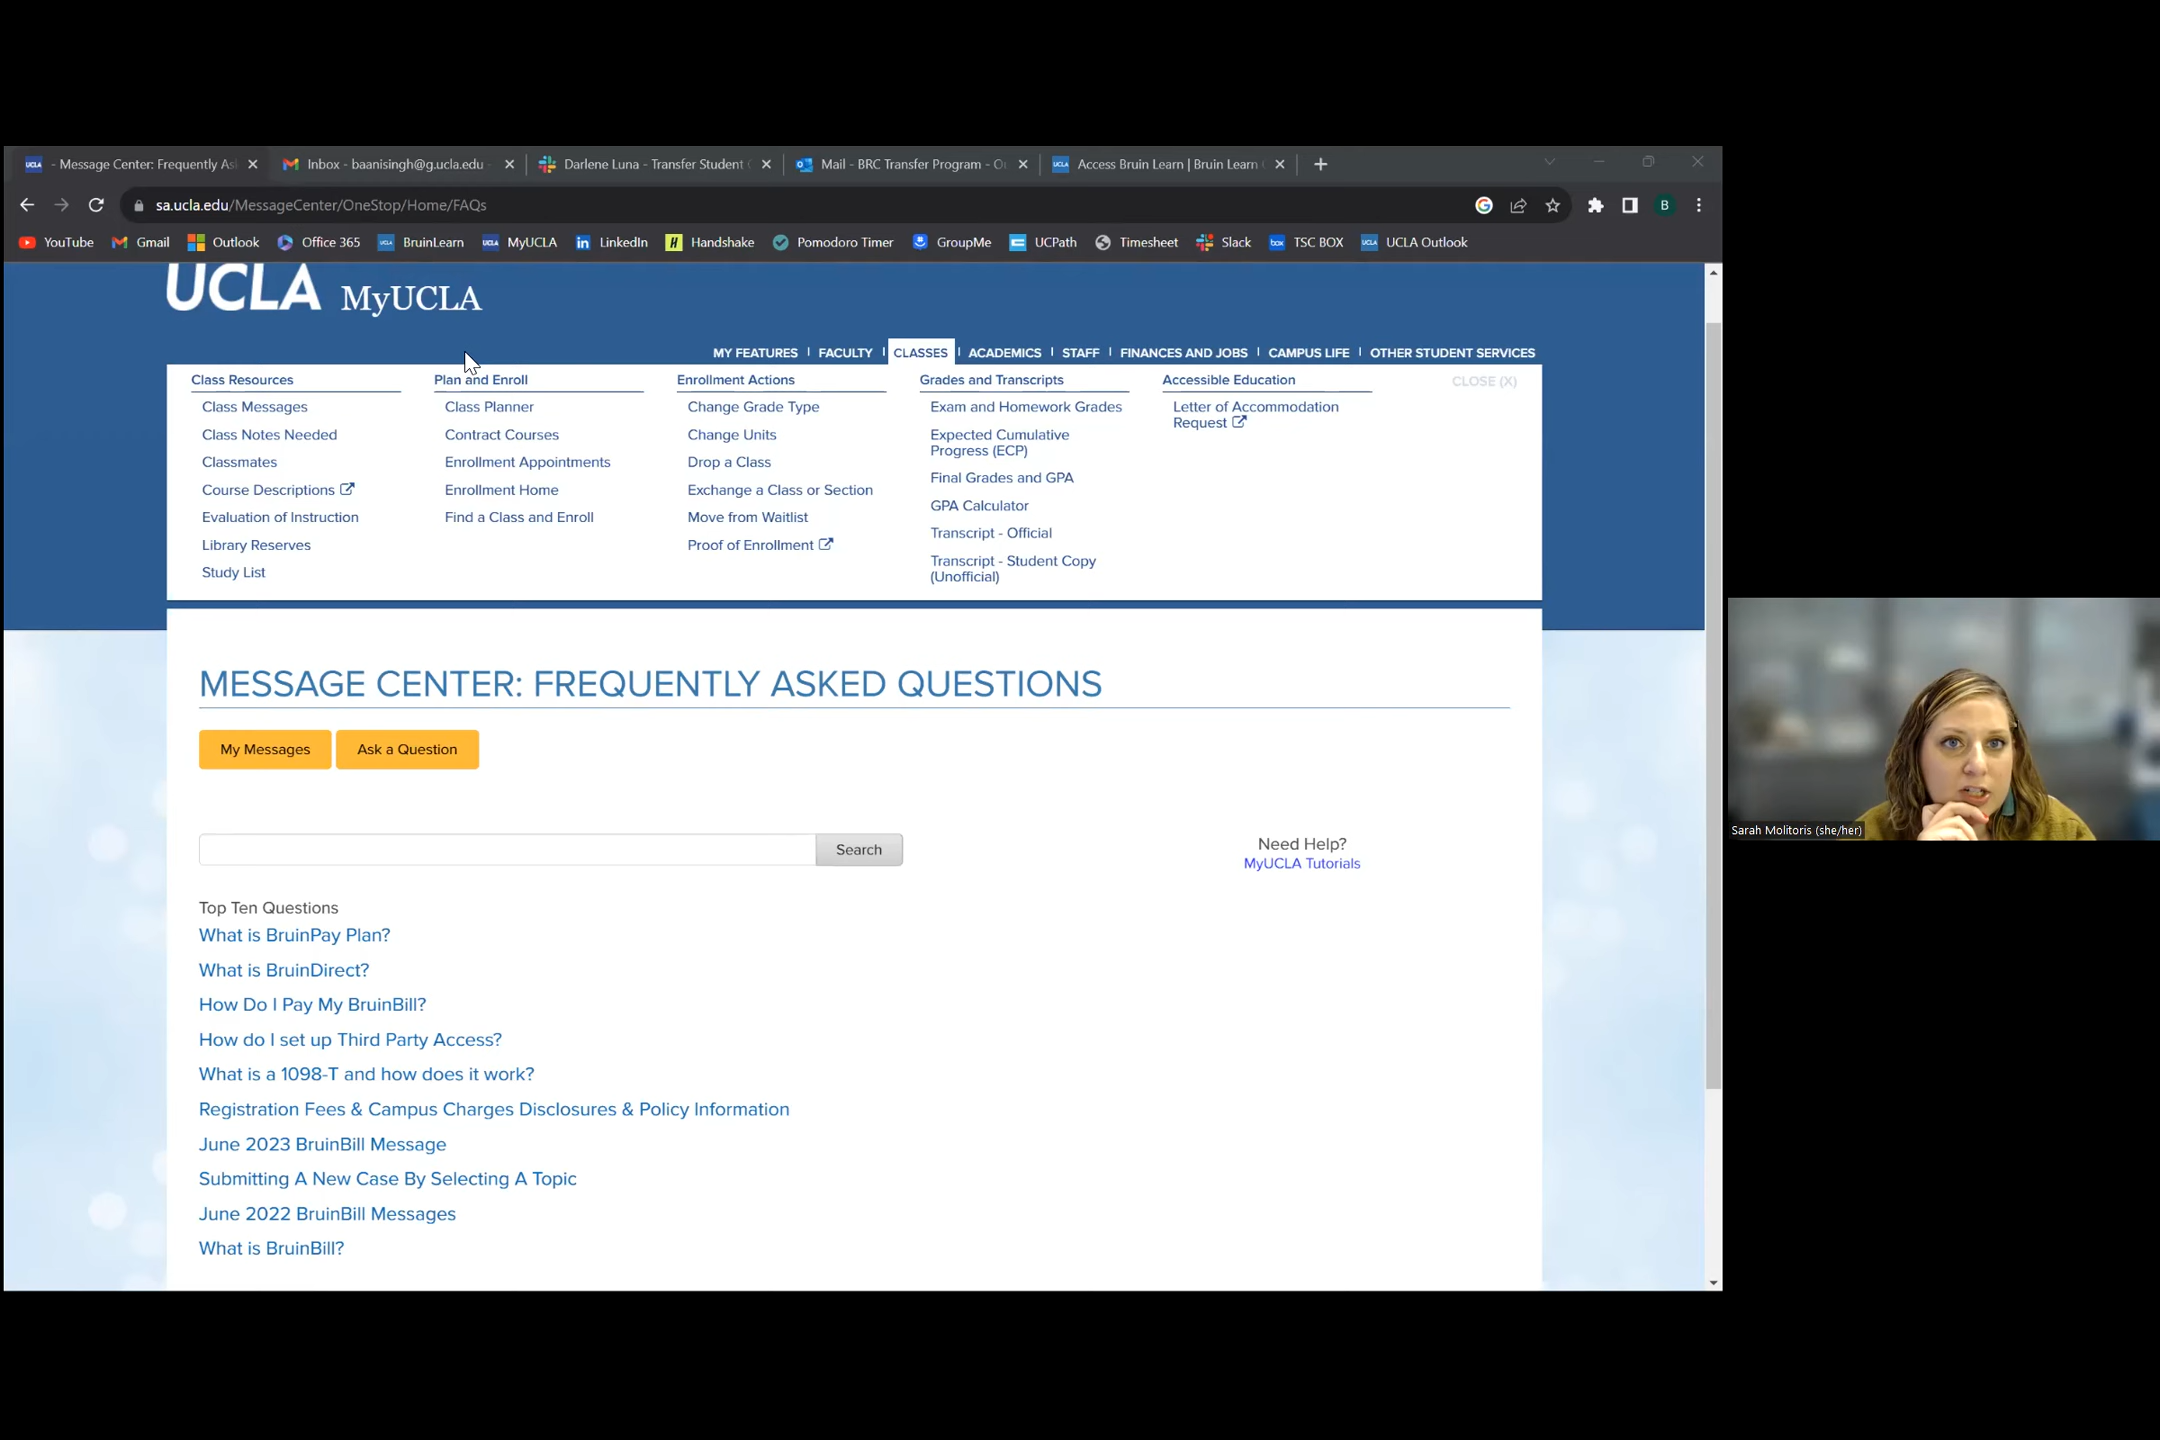 - Message Center: Frequently As
Inbox - baanisingh@g.ucla.edu -
Darlene Luna - Transfer Student C
Mail - BRC Transfer Program - Ou
Access Bruin Learn | Bruin Learn C
sa.ucla.edu/MessageCenter/OneStop/Home/FAQs
YouTube Gmail Outlook Office 365 BruinLearn MyUCLA LinkedIn Handshake Pomodoro Timer GroupMe UCPath Timesheet Slack TSC BOX UCLA Outlook
UCLA MyUCLA
MY FEATURES | FACULTY | CLASSES | ACADEMICS | STAFF | FINANCES AND JOBS | CAMPUS LIFE | OTHER STUDENT SERVICES
CLOSE (X)
Class Resources
Class Messages
Class Notes Needed
Classmates
Course Descriptions
Evaluation of Instruction
Library Reserves
Study List
Plan and Enroll
Class Planner
Contract Courses
Enrollment Appointments
Enrollment Home
Find a Class and Enroll
Enrollment Actions
Change Grade Type
Change Units
Drop a Class
Exchange a Class or Section
Move from Waitlist
Proof of Enrollment
Grades and Transcripts
Exam and Homework Grades
Expected Cumulative
Progress (ECP)
Final Grades and GPA
GPA Calculator
Transcript - Official
Transcript - Student Copy
(Unofficial)
Accessible Education
Letter of Accommodation
Request
MESSAGE CENTER: FREQUENTLY ASKED QUESTIONS
My Messages
Ask a Question
Search
Need Help?
MyUCLA Tutorials
Top Ten Questions
What is BruinPay Plan?
What is BruinDirect?
How Do I Pay My BruinBill?
How do I set up Third Party Access?
What is a 1098-T and how does it work?
Registration Fees & Campus Charges Disclosures & Policy Information
June 2023 BruinBill Message
Submitting A New Case By Selecting A Topic
June 2022 BruinBill Messages
What is BruinBill?
Sarah Molitoris (she/her)